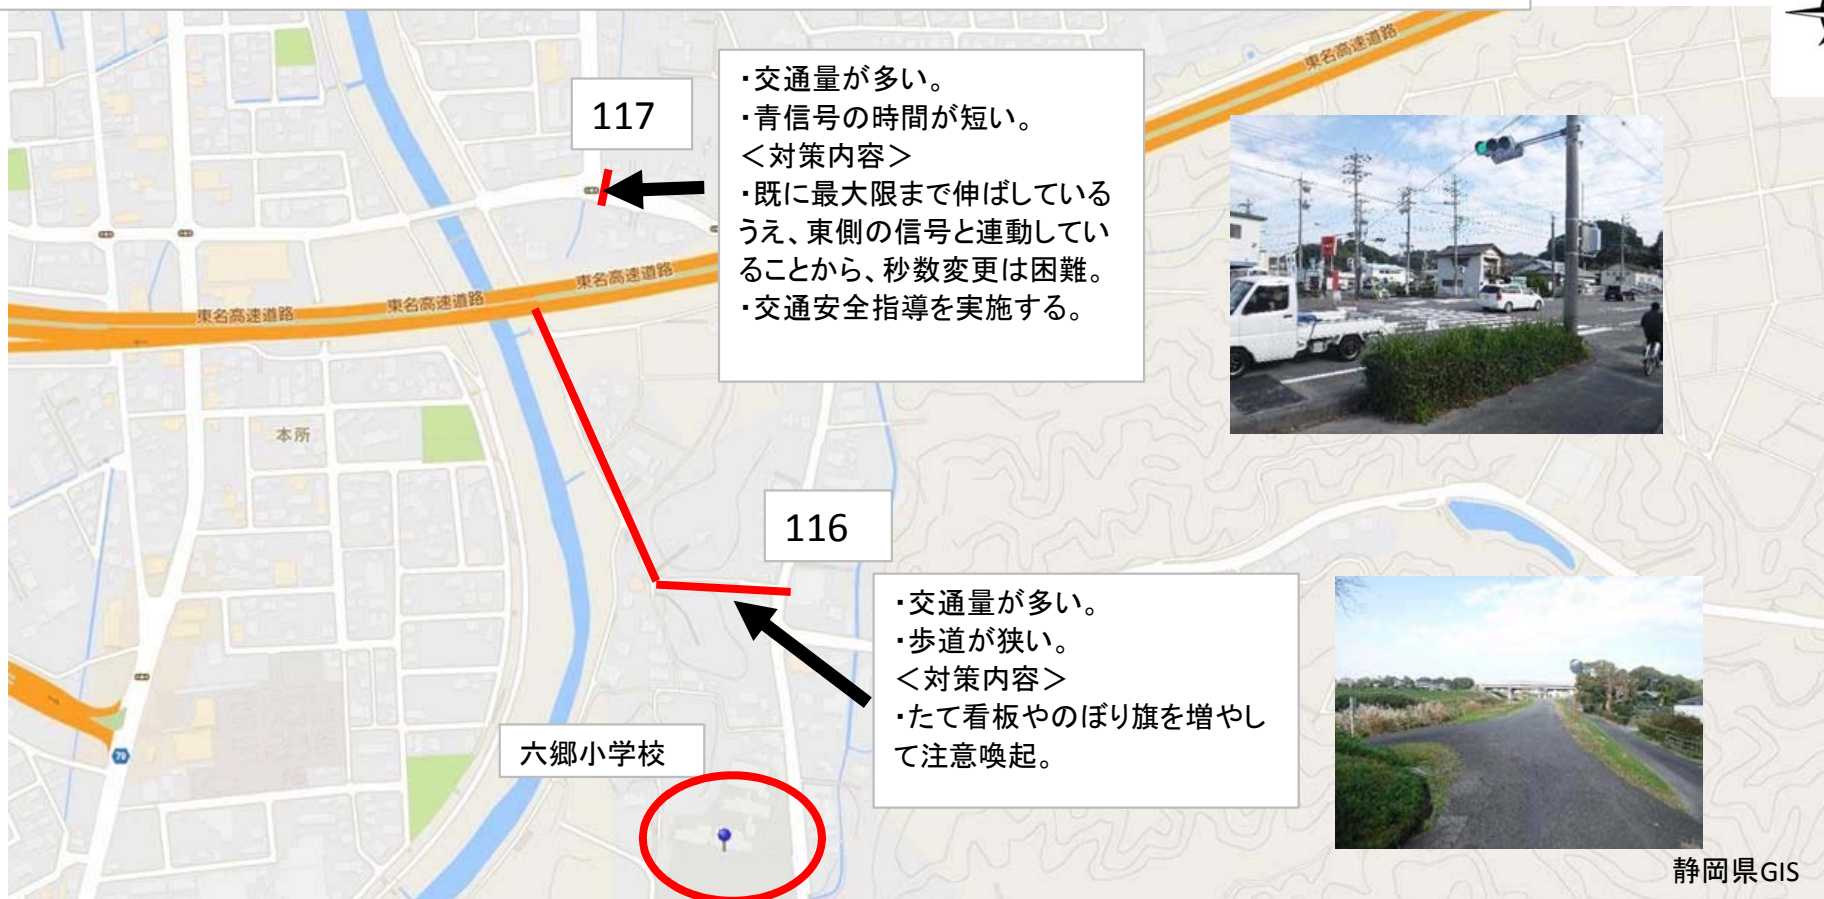 東名高速道路
117
・交通量が多い。
・青信号の時間が短い。
＜対策内容＞
・既に最大限まで伸ばしている
うえ、東側の信号と連動してい
ることから、秒数変更は困難。
・交通安全指導を実施する。
東名高速道路
東名高速道路
東名高速道路
本所
116
・交通量が多い。
・歩道が狭い。
＜対策内容＞
・たて看板やのぼり旗を増やし
て注意喚起。
六郷小学校
79
静岡県GIS